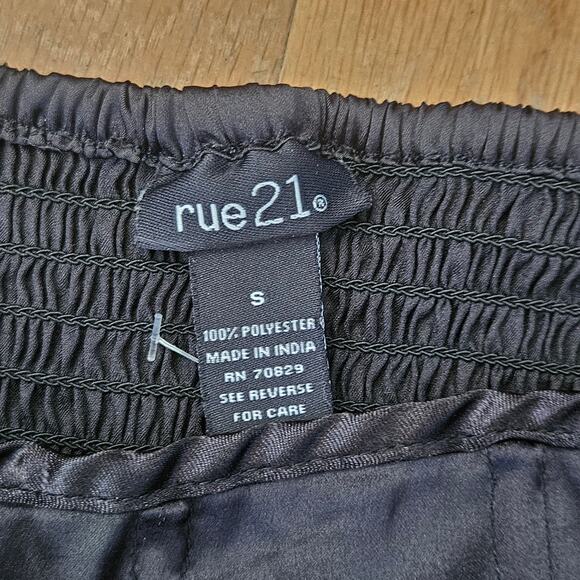 rue21®
S
100% POLYESTER
MADE IN INDIA
RN 70829
SEE REVERSE
FOR CARE